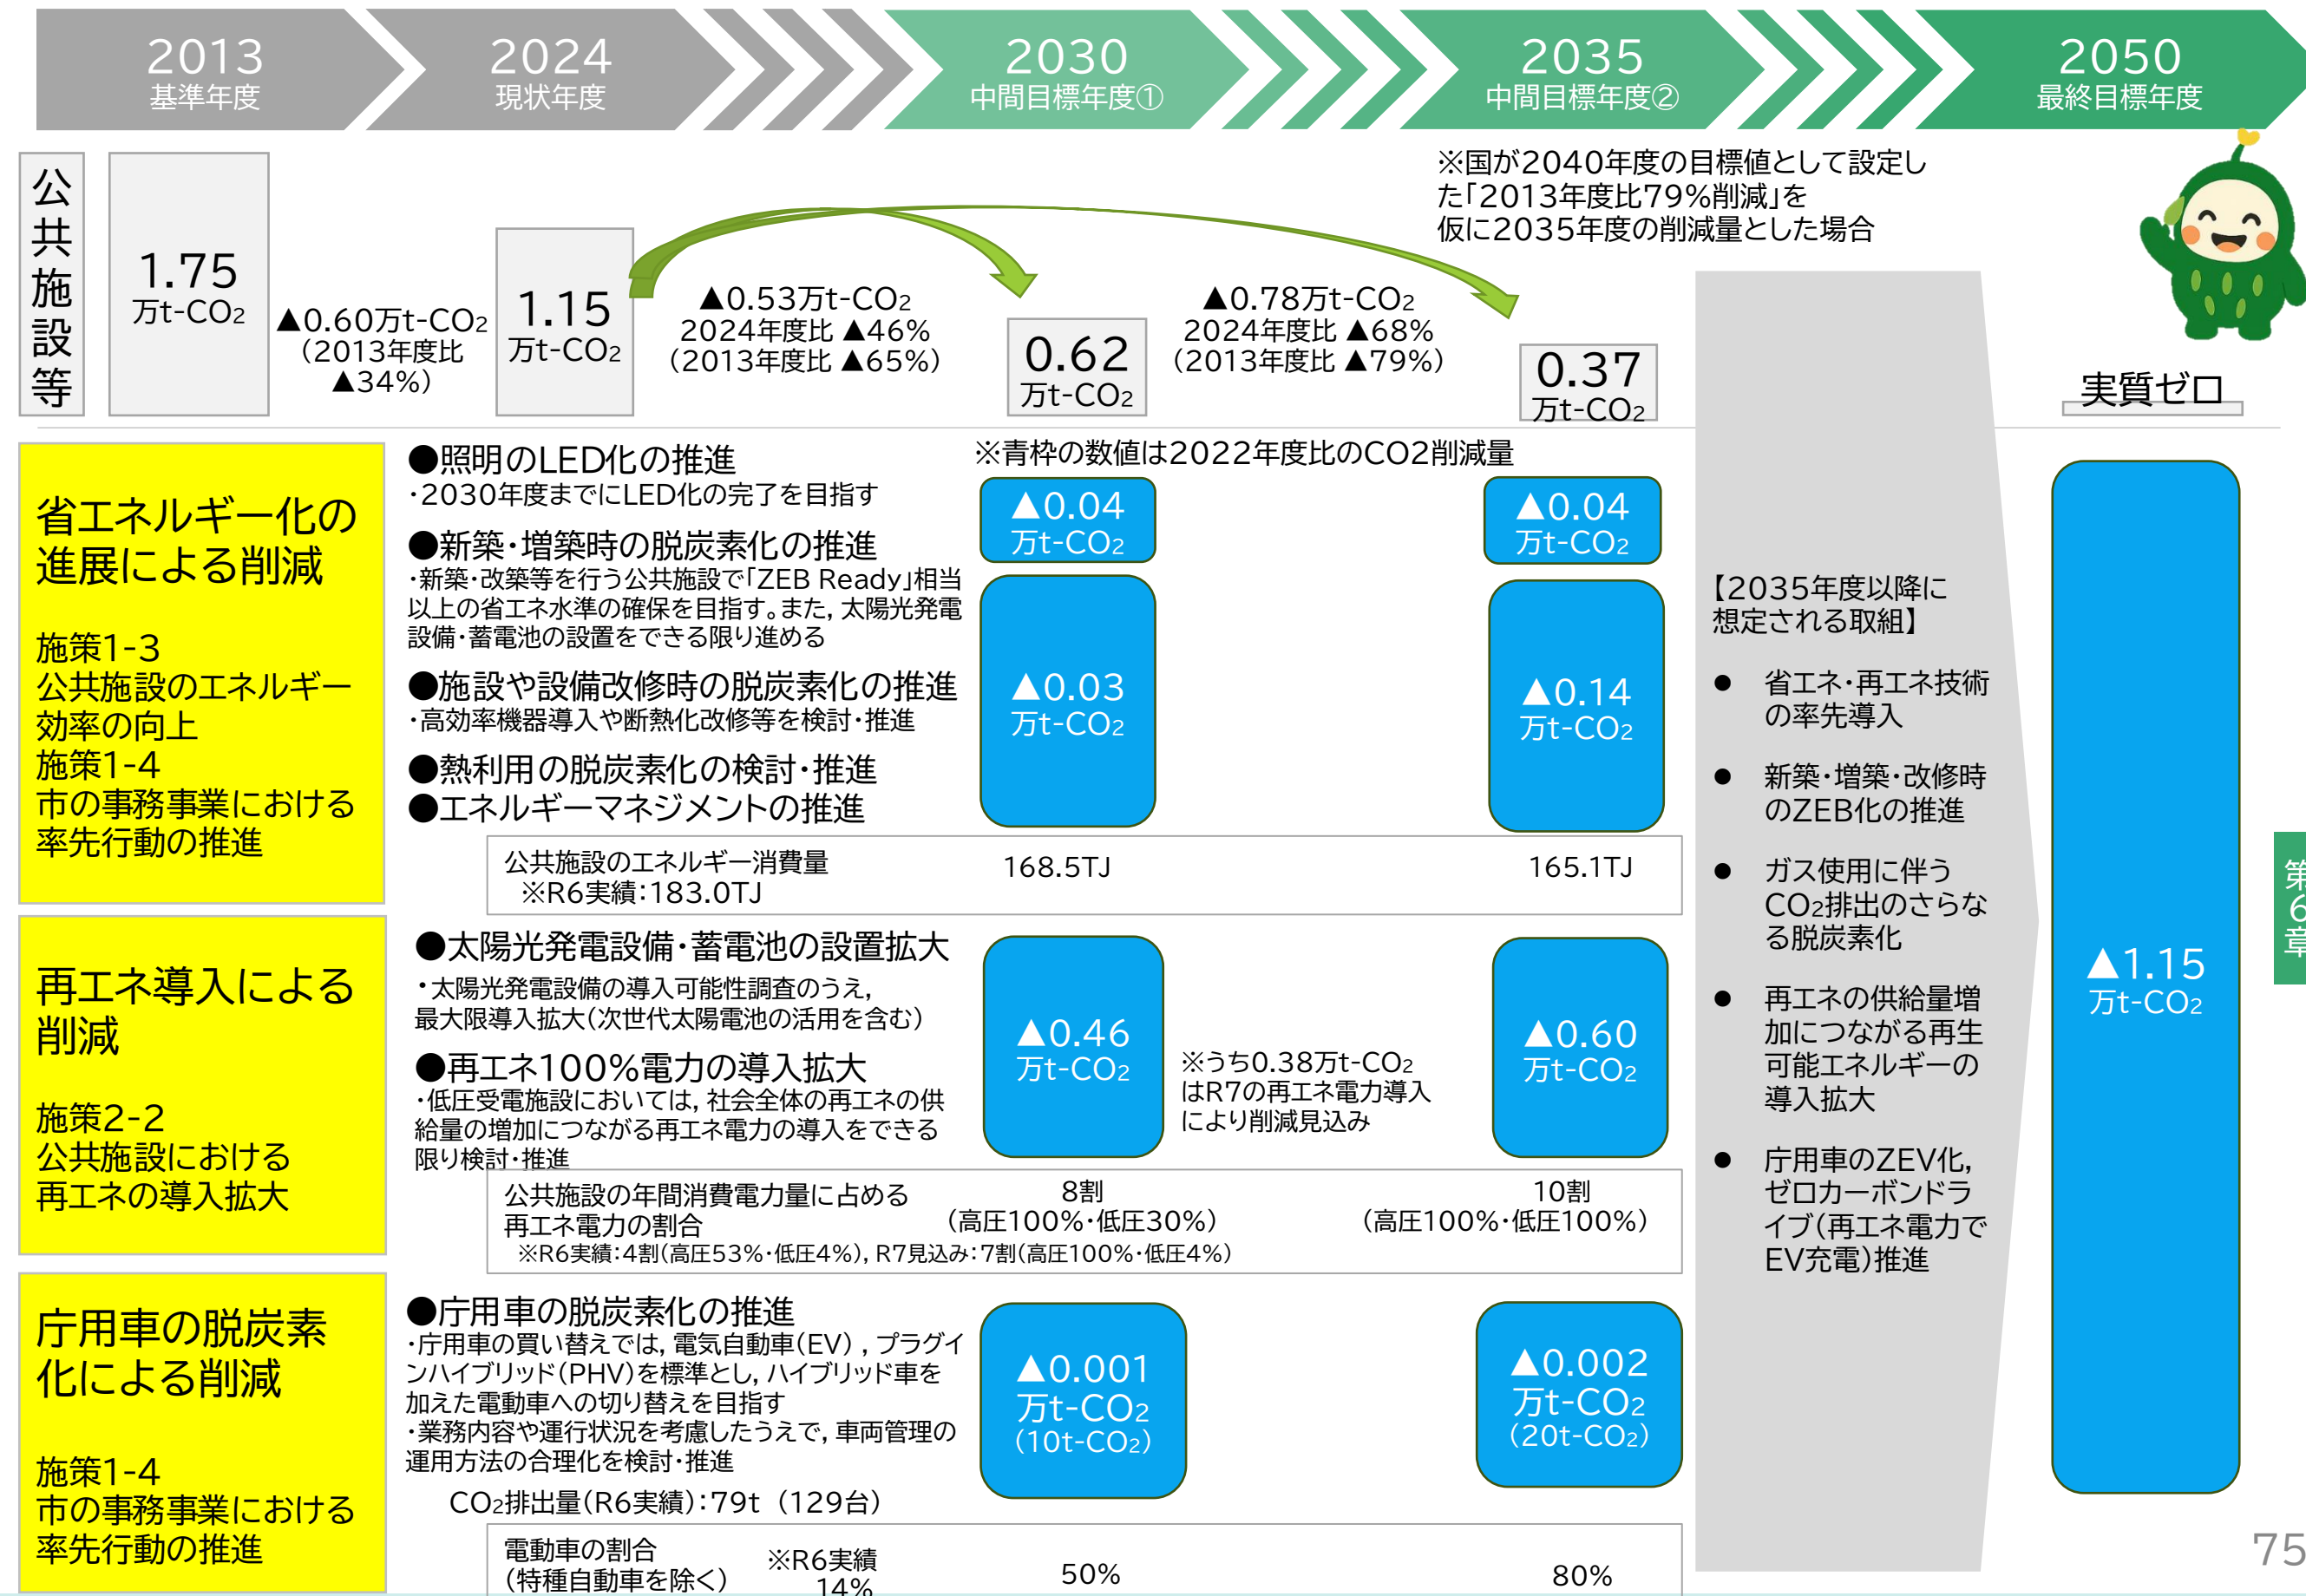 2013
基準年度
2024
現状年度
2030
中間目標年度①
2035
中間目標年度②
2050
最終目標年度
公共施設等
1.75
万t-CO2
▲0.60万t-CO2
(2013年度比
▲34%)
1.15
万t-CO2
▲0.53万t-CO2
2024年度比 ▲46%
(2013年度比 ▲65%)
0.62
万t-CO2
▲0.78万t-CO2
2024年度比 ▲68%
(2013年度比 ▲79%)
※国が2040年度の目標値として設定し
た「2013年度比79%削減」を
仮に2035年度の削減量とした場合
0.37
万t-CO2
実質ゼロ
省エネルギー化の
進展による削減
施策1-3
公共施設のエネルギー
効率の向上
施策1-4
市の事務事業における
率先行動の推進
●照明のLED化の推進
・2030年度までにLED化の完了を目指す
●新築・増築時の脱炭素化の推進
・新築・改築等を行う公共施設で「ZEB Ready」相当
以上の省エネ水準の確保を目指す。また，太陽光発電
設備・蓄電池の設置をできる限り進める
●施設や設備改修時の脱炭素化の推進
・高効率機器導入や断熱化改修等を検討・推進
●熱利用の脱炭素化の検討・推進
●エネルギーマネジメントの推進
※青枠の数値は2022年度比のCO2削減量
▲0.04
万t-CO2
▲0.04
万t-CO2
▲0.03
万t-CO2
▲0.14
万t-CO2
公共施設のエネルギー消費量
※R6実績：183.0TJ
168.5TJ
165.1TJ
再エネ導入による
削減
施策2-2
公共施設における
再エネの導入拡大
●太陽光発電設備・蓄電池の設置拡大
・太陽光発電設備の導入可能性調査のうえ，
最大限導入拡大(次世代太陽電池の活用を含む)
●再エネ100%電力の導入拡大
・低圧受電施設においては，社会全体の再エネの供
給量の増加につながる再エネ電力の導入をできる
限り検討・推進
▲0.46
万t-CO2
※うち0.38万t-CO2
はR7の再エネ電力導入
により削減見込み
▲0.60
万t-CO2
公共施設の年間消費電力量に占める
再エネ電力の割合
8割
(高圧100%・低圧30%)
10割
(高圧100%・低圧100%)
※R6実績：4割(高圧53%・低圧4%)，R7見込み：7割(高圧100%・低圧4%)
庁用車の脱炭素
化による削減
施策1-4
市の事務事業における
率先行動の推進
●庁用車の脱炭素化の推進
・庁用車の買い替えでは，電気自動車(EV)，プラグイ
ンハイブリッド(PHV)を標準とし，ハイブリッド車を
加えた電動車への切り替えを目指す
・業務内容や運行状況を考慮したうえで，車両管理の
運用方法の合理化を検討・推進
CO2排出量(R6実績)：79t (129台)
▲0.001
万t-CO2
(10t-CO2)
▲0.002
万t-CO2
(20t-CO2)
電動車の割合
(特種自動車を除く)
※R6実績
14%
50%
80%
【2035年度以降に
想定される取組】
● 省エネ・再エネ技術
の率先導入
● 新築・増築・改修時
のZEB化の推進
● ガス使用に伴う
CO2排出のさらな
る脱炭素化
● 再エネの供給量増
加につながる再生
可能エネルギーの
導入拡大
● 庁用車のZEV化，
ゼロカーボンドラ
イブ(再エネ電力で
EV充電)推進
▲1.15
万t-CO2
第6章
75